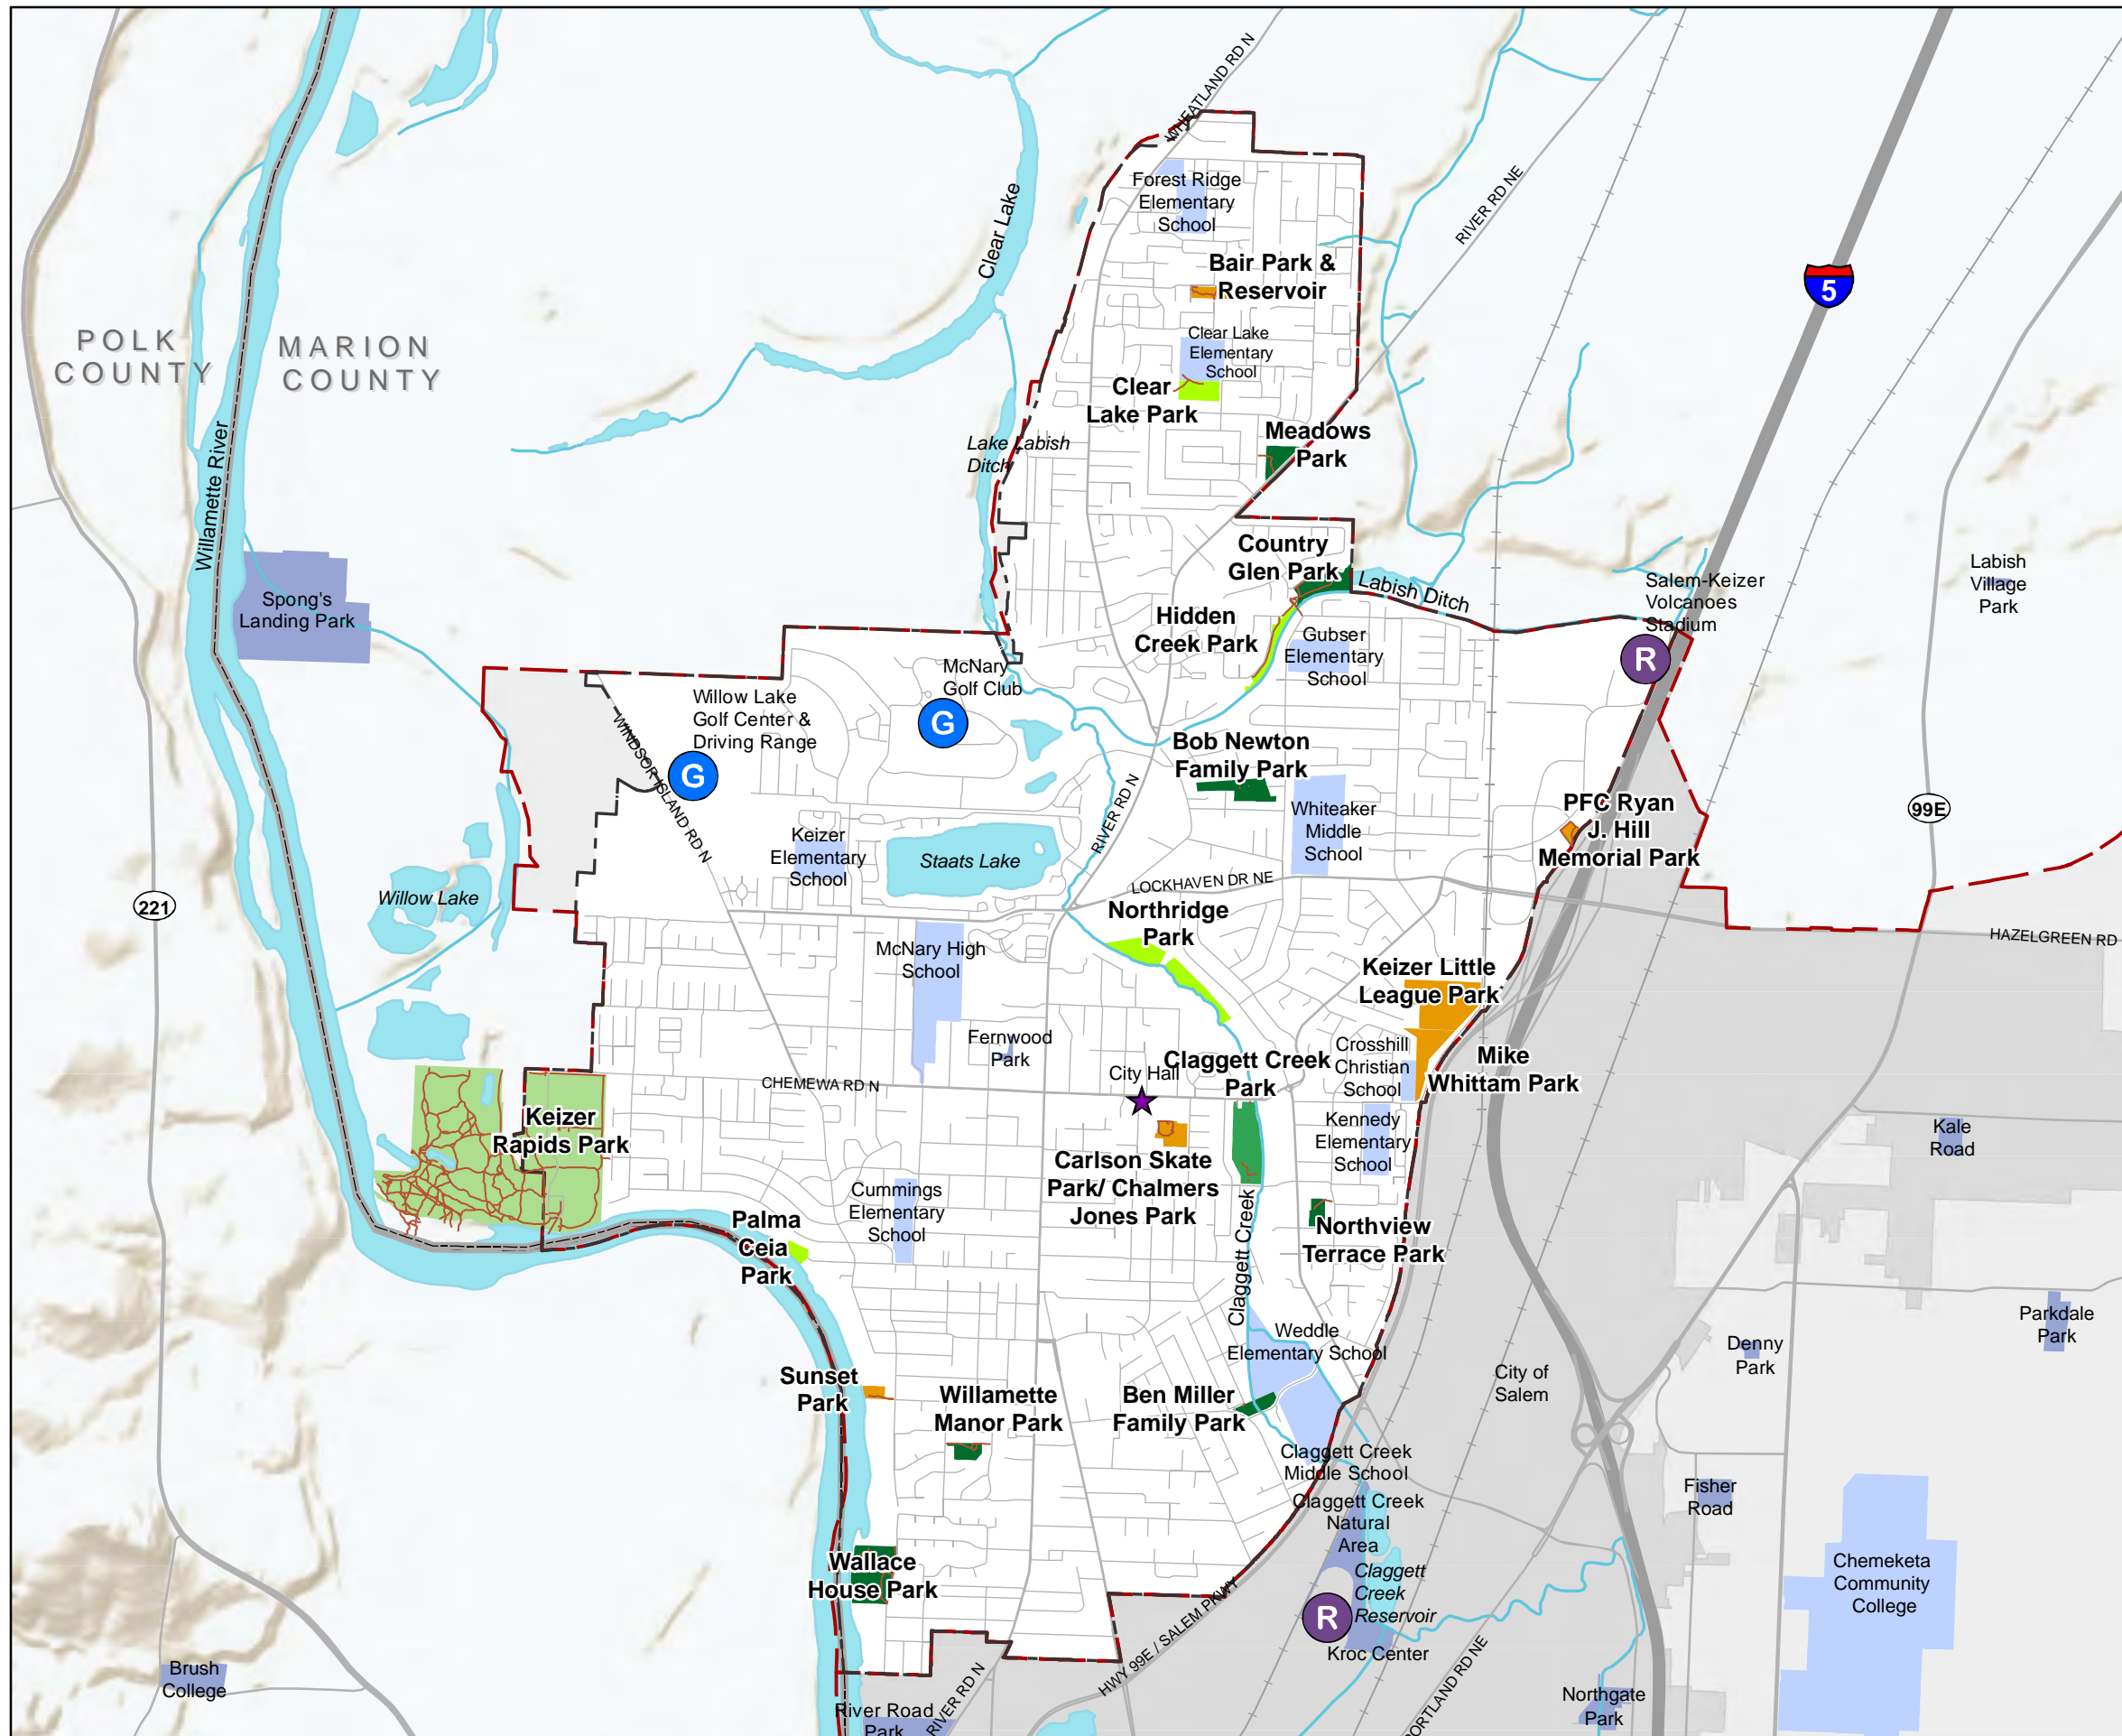 WHEATLAND RD N
Forest Ridge
Elementary
School
RIVER RD NE
Clear Lake
Bair Park &
Reservoir
5
POLK
COUNTY
MARION
COUNTY
Clear Lake
Elementary
School
Clear
Lake Park
Meadows
Park
Lake Labish
Ditch
Willamette River
Country
Glen Park
Labish Ditch
Salem-Keizer
Volcanoes
Stadium
R
Labish
Village
Park
Spong's
Landing Park
Hidden
Creek Park
Gubser
Elementary
School
McNary
Golf Club
G
Willow Lake
Golf Center &
Driving Range
G
WINDSOR ISLAND RD N
Bob Newton
Family Park
Whiteaker
Middle
School
RIVER RD N
PFC Ryan
J. Hill
Memorial Park
99E
Keizer
Elementary
School
Staats Lake
Willow Lake
221
LOCKHAVEN DR NE
Northridge
Park
McNary High
School
HAZELGREEN RD
Keizer Little
League Park
Fernwood
Park
City Hall
Claggett Creek
Park
Crosshill
Christian
School
Mike
Whittam Park
CHEMEWA RD N
Keizer
Rapids Park
Kennedy
Elementary
School
Kale
Road
Carlson Skate
Park/ Chalmers
Jones Park
Cummings
Elementary
School
Claggett Creek
Northview
Terrace Park
Palma
Ceia
Park
Weddle
Elementary School
Parkdale
Park
Denny
Park
City of
Salem
Sunset
Park
Willamette
Manor Park
Ben Miller
Family Park
Claggett Creek
Middle School
Claggett Creek
Natural
Area
Fisher
Road
Wallace
House Park
Claggett
Creek
Reservoir
R
Kroc Center
Chemeketa
Community
College
HWY 99E / SALEM PKWY
Brush
College
River Road
Park
RIVER RD N
PORTLAND RD NE
Northgate
Park